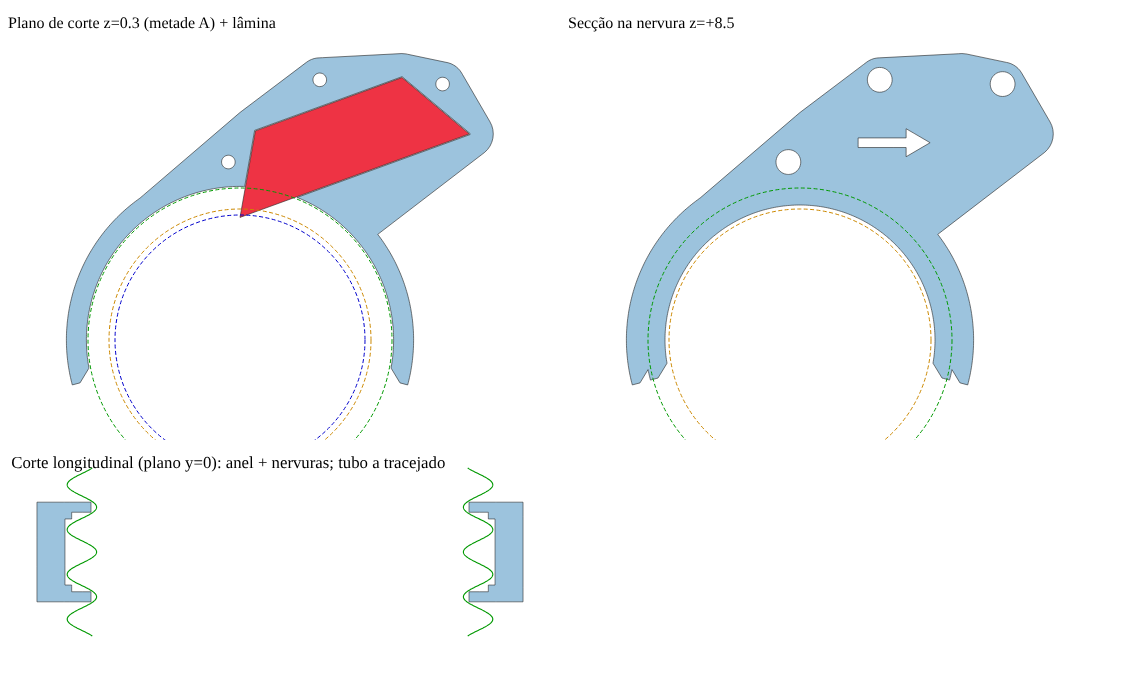 Plano de corte z=0.3 (metade A) + lâmina
Secção na nervura z=+8.5
Corte longitudinal (plano y=0): anel + nervuras; tubo a tracejado